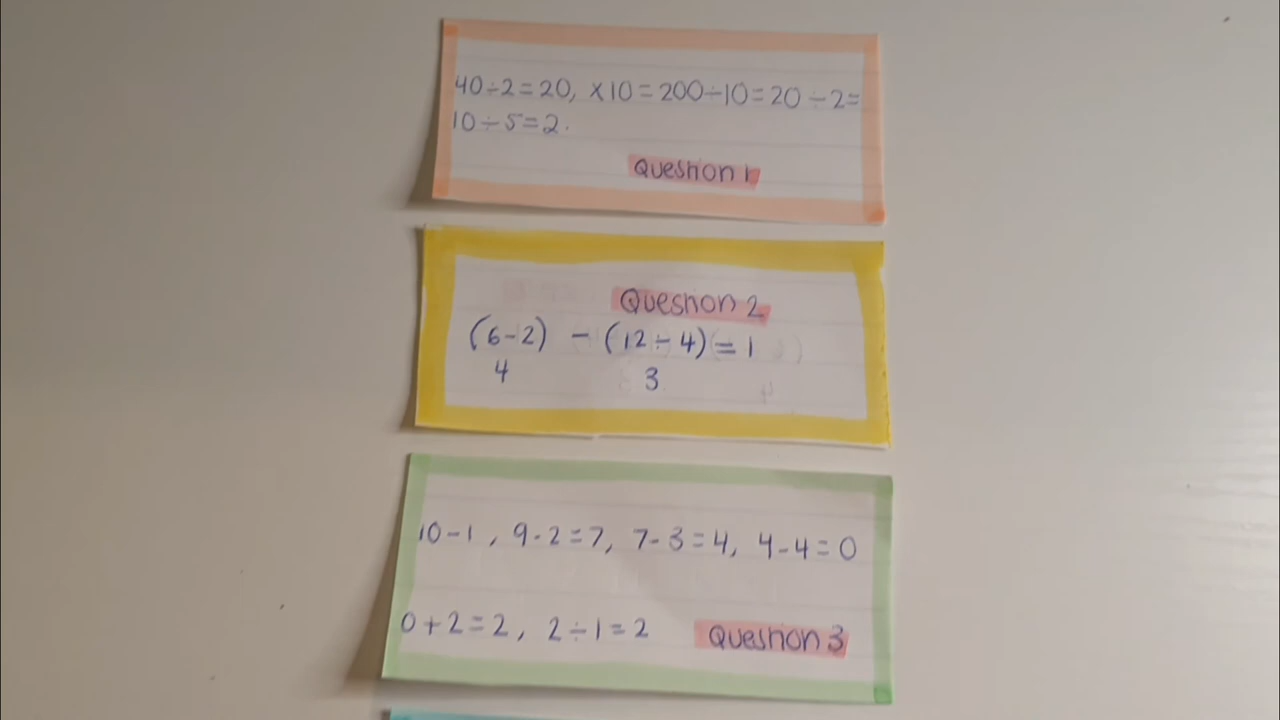 40÷2=20, ×10=200÷10=20÷2=
10÷5=2.
Question 1
Question 2
(6-2) - (12÷4)=1
4 3
10-1, 9-2=7, 7-3=4, 4-4=0
0+2=2, 2÷1=2 Question 3